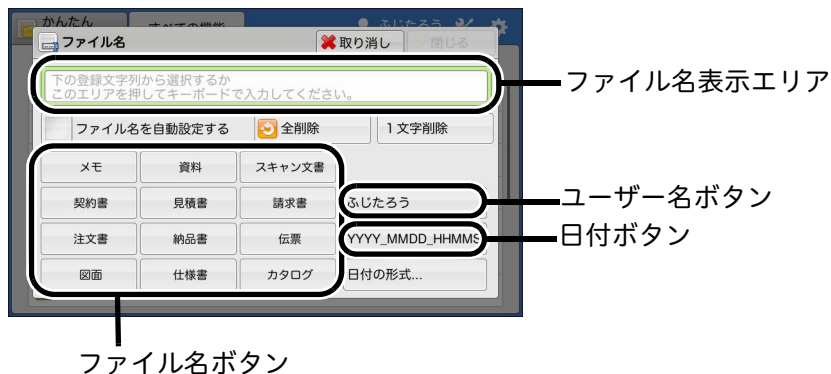 かんたん
すべての機能
ふじたろう
ファイル名
取り消し
閉じる
下の登録文字列から選択するか
このエリアを押してキーボードで入力してください。
ファイル名表示エリア
ファイル名を自動設定する
全削除
1文字削除
メモ
資料
スキャン文書
契約書
見積書
請求書
ふじたろう
ユーザー名ボタン
注文書
納品書
伝票
YYYY_MMDD_HHMMS
日付ボタン
図面
仕様書
カタログ
日付の形式...
ファイル名ボタン